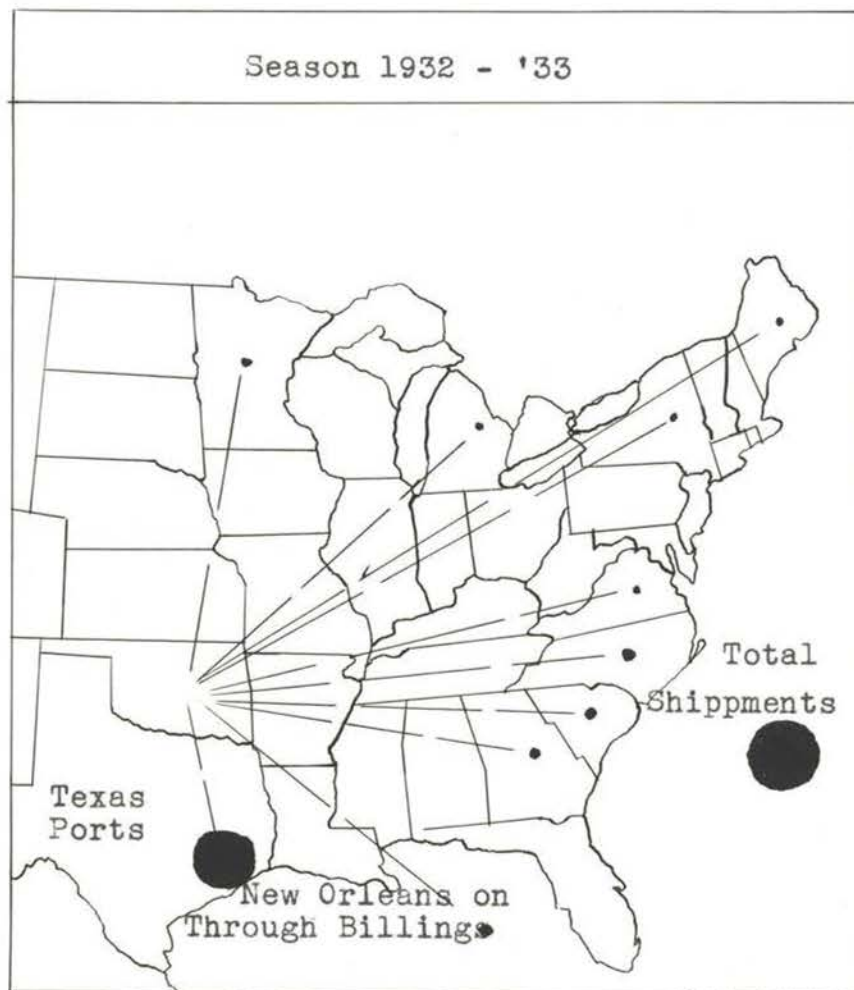 Season 1932 - '33
Total
Shippments
Texas
Ports
New Orleans on
Through Billings